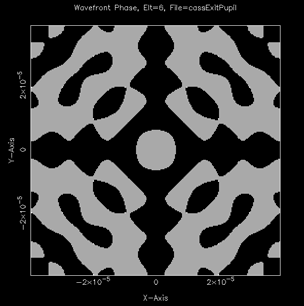 Wavefront Phase, Elt=6, File=cassExitPupil
2×10⁻⁵
0
−2×10⁻⁵
Y-Axis
−2×10⁻⁵ 0 2×10⁻⁵
X-Axis